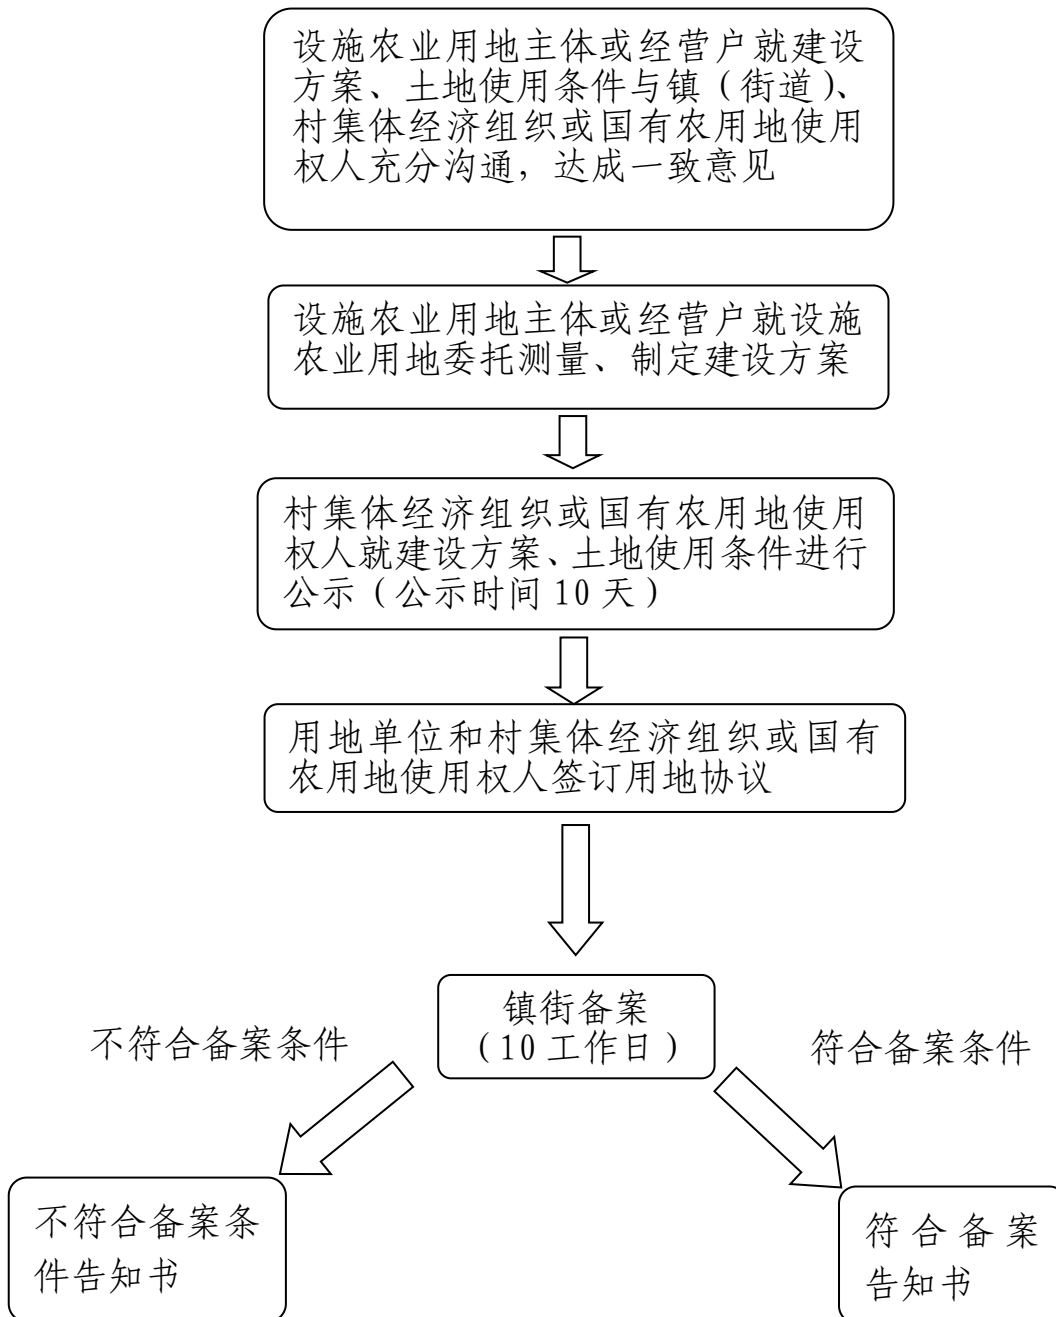 设施农业用地主体或经营户就建设
方案、土地使用条件与镇（街道）、
村集体经济组织或国有农用地使用
权人充分沟通，达成一致意见
设施农业用地主体或经营户就设施
农业用地委托测量、制定建设方案
村集体经济组织或国有农用地使用
权人就建设方案、土地使用条件进行
公示（公示时间 10 天）
用地单位和村集体经济组织或国有
农用地使用权人签订用地协议
镇街备案
（10 工作日）
不符合备案条件
符合备案条件
不符合备案条
件告知书
符合备案
告知书